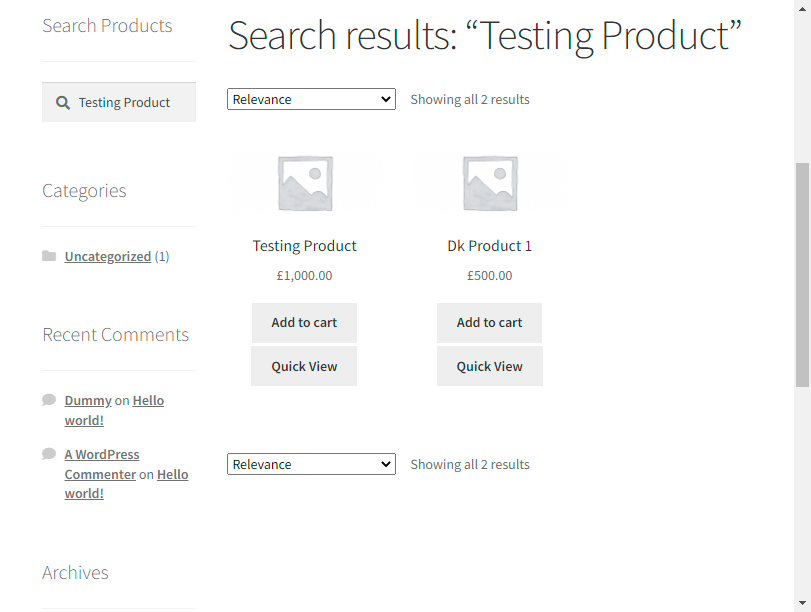 Search Products
Testing Product
Categories
Uncategorized (1)
Recent Comments
Dummy on Hello
world!
A WordPress
Commenter on Hello
world!
Archives
Search results: “Testing Product”
Relevance Showing all 2 results
Testing Product
£1,000.00
Add to cart
Quick View
Dk Product 1
£500.00
Add to cart
Quick View
Relevance Showing all 2 results